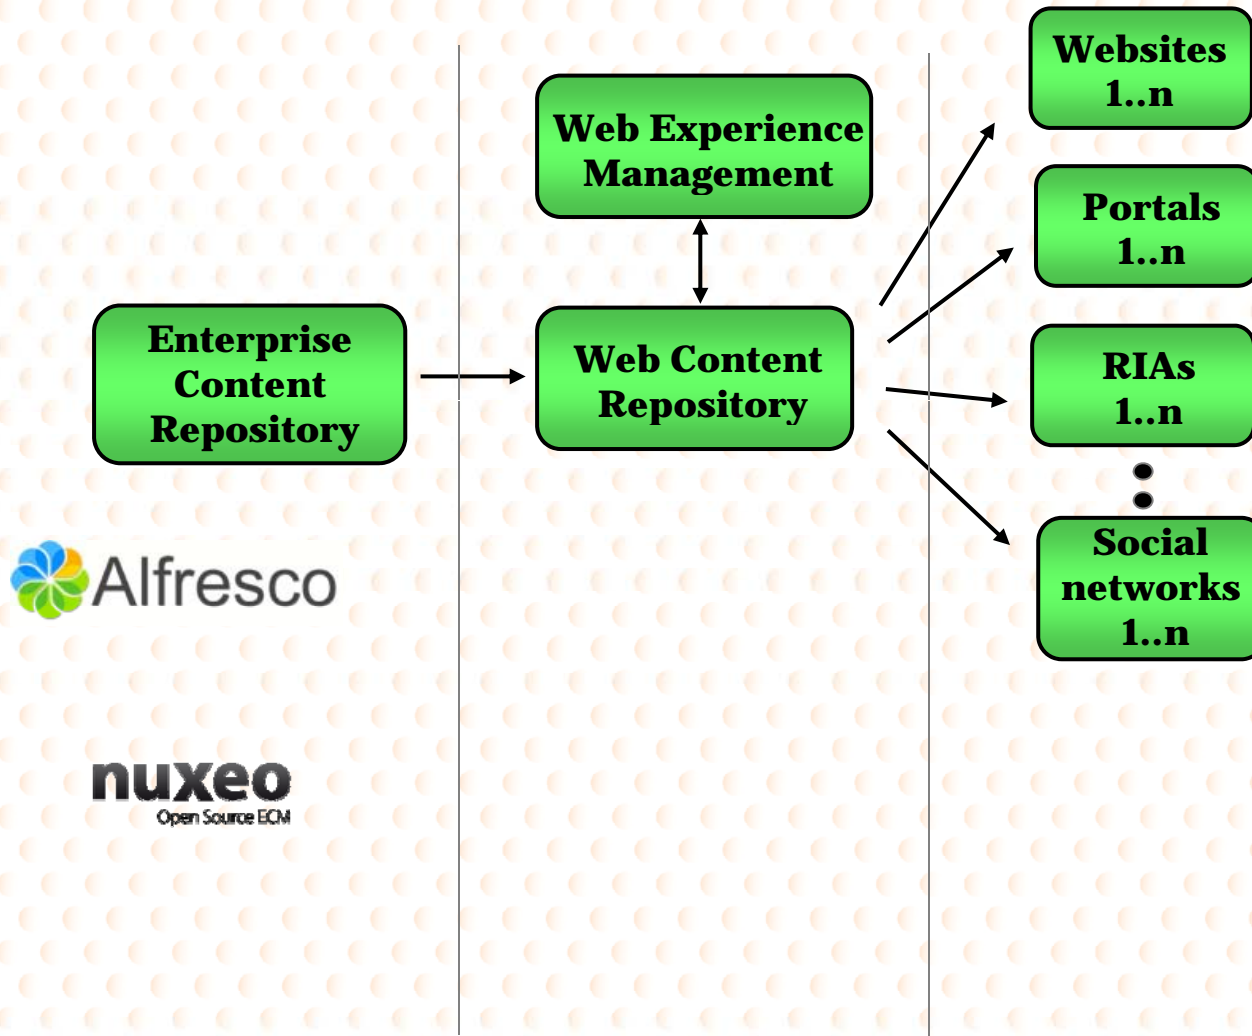 Websites
1..n
Web Experience
Management
Portals
1..n
Enterprise
Content
Repository
Web Content
Repository
RIAs
1..n
Social
networks
1..n
Alfresco
nuxeo
Open Source ECM